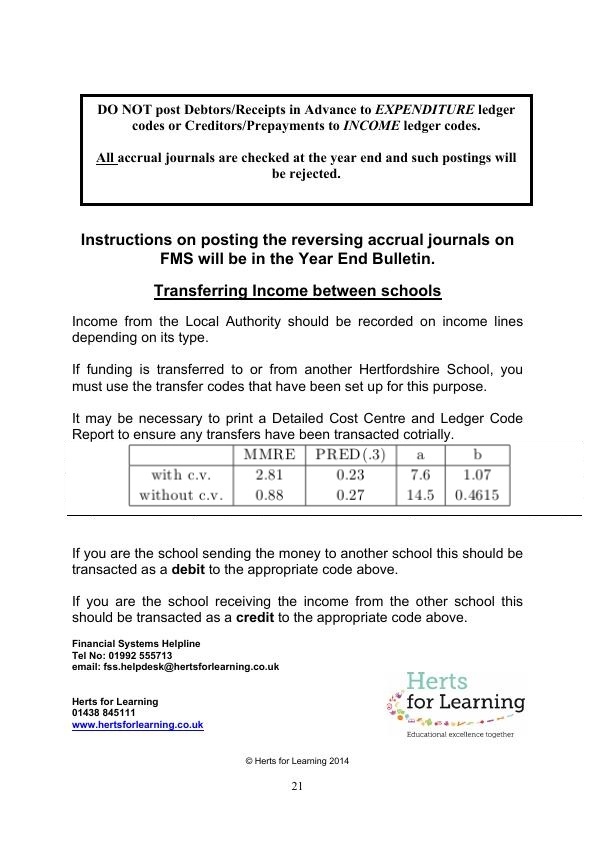 DO NOT post Debtors/Receipts in Advance to EXPENDITURE ledger
codes or Creditors/Prepayments to INCOME ledger codes.
All accrual journals are checked at the year end and such postings will
be rejected.
Instructions on posting the reversing accrual journals on
FMS will be in the Year End Bulletin.
Transferring Income between schools
Income from the Local Authority should be recorded on income lines
depending on its type.
If funding is transferred to or from another Hertfordshire School, you
must use the transfer codes that have been set up for this purpose.
It may be necessary to print a Detailed Cost Centre and Ledger Code
Report to ensure any transfers have been transacted cotrially.
MMRE PRED(.3) a b
with c.v. 2.81 0.23 7.6 1.07
without c.v. 0.88 0.27 14.5 0.4615
If you are the school sending the money to another school this should be
transacted as a debit to the appropriate code above.
If you are the school receiving the income from the other school this
should be transacted as a credit to the appropriate code above.
Financial Systems Helpline
Tel No: 01992 555713
email: fss.helpdesk@hertsforlearning.co.uk
Herts for Learning
01438 845111
www.hertsforlearning.co.uk
Herts
for Learning
Educational excellence together
© Herts for Learning 2014
21